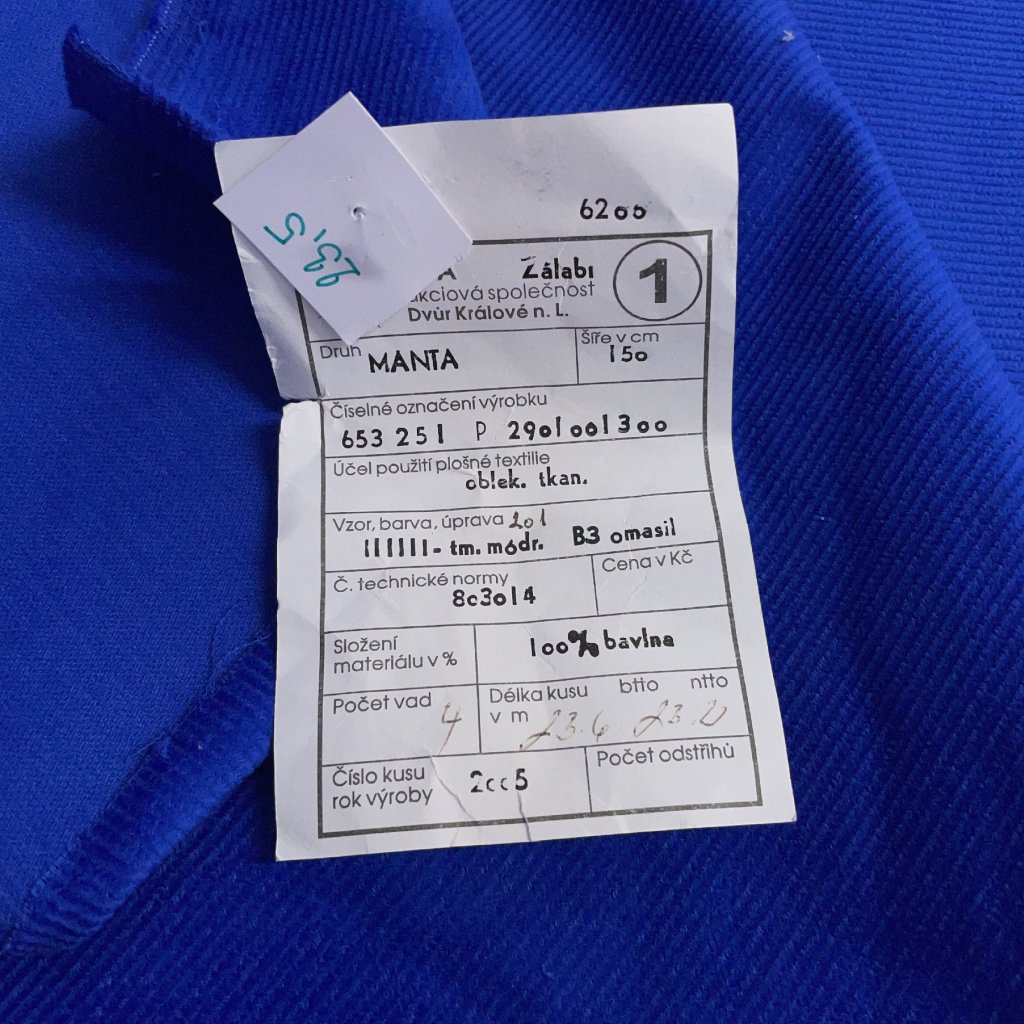 23,5
6200
Zálabí
1
akciová společnost
Dvůr Králové n. L.
Druh MANTA
Šíře v cm
150
Číselné označení výrobku
653 251 P 2901001300
Účel použití plošné textilie
oblek. tkan.
Vzor, barva, úprava 201
111111- tm. modr. B3 omasil
Č. technické normy
803014
Cena v Kč
Složení
materiálu v %
100% bavlna
Počet vad
4
Délka kusu btto ntto
v m 23.6 23.20
Číslo kusu
rok výroby
2005
Počet odstřihů